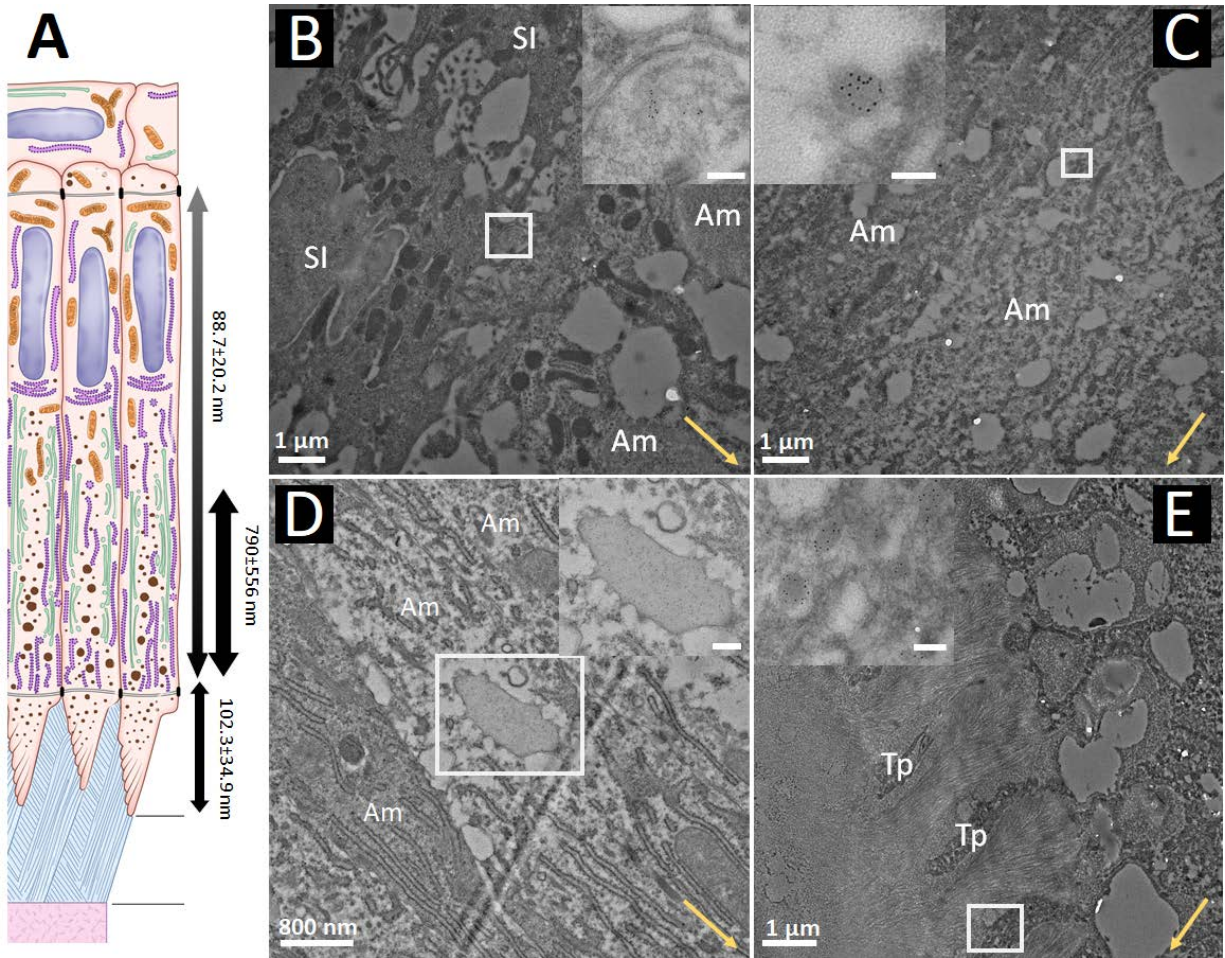 A
88.7±20.2 nm
790±556 nm
102.3±34.9 nm
B
SI
SI
Am
Am
1 µm
C
Am
Am
1 µm
D
Am
Am
Am
800 nm
E
Tp
Tp
1 µm